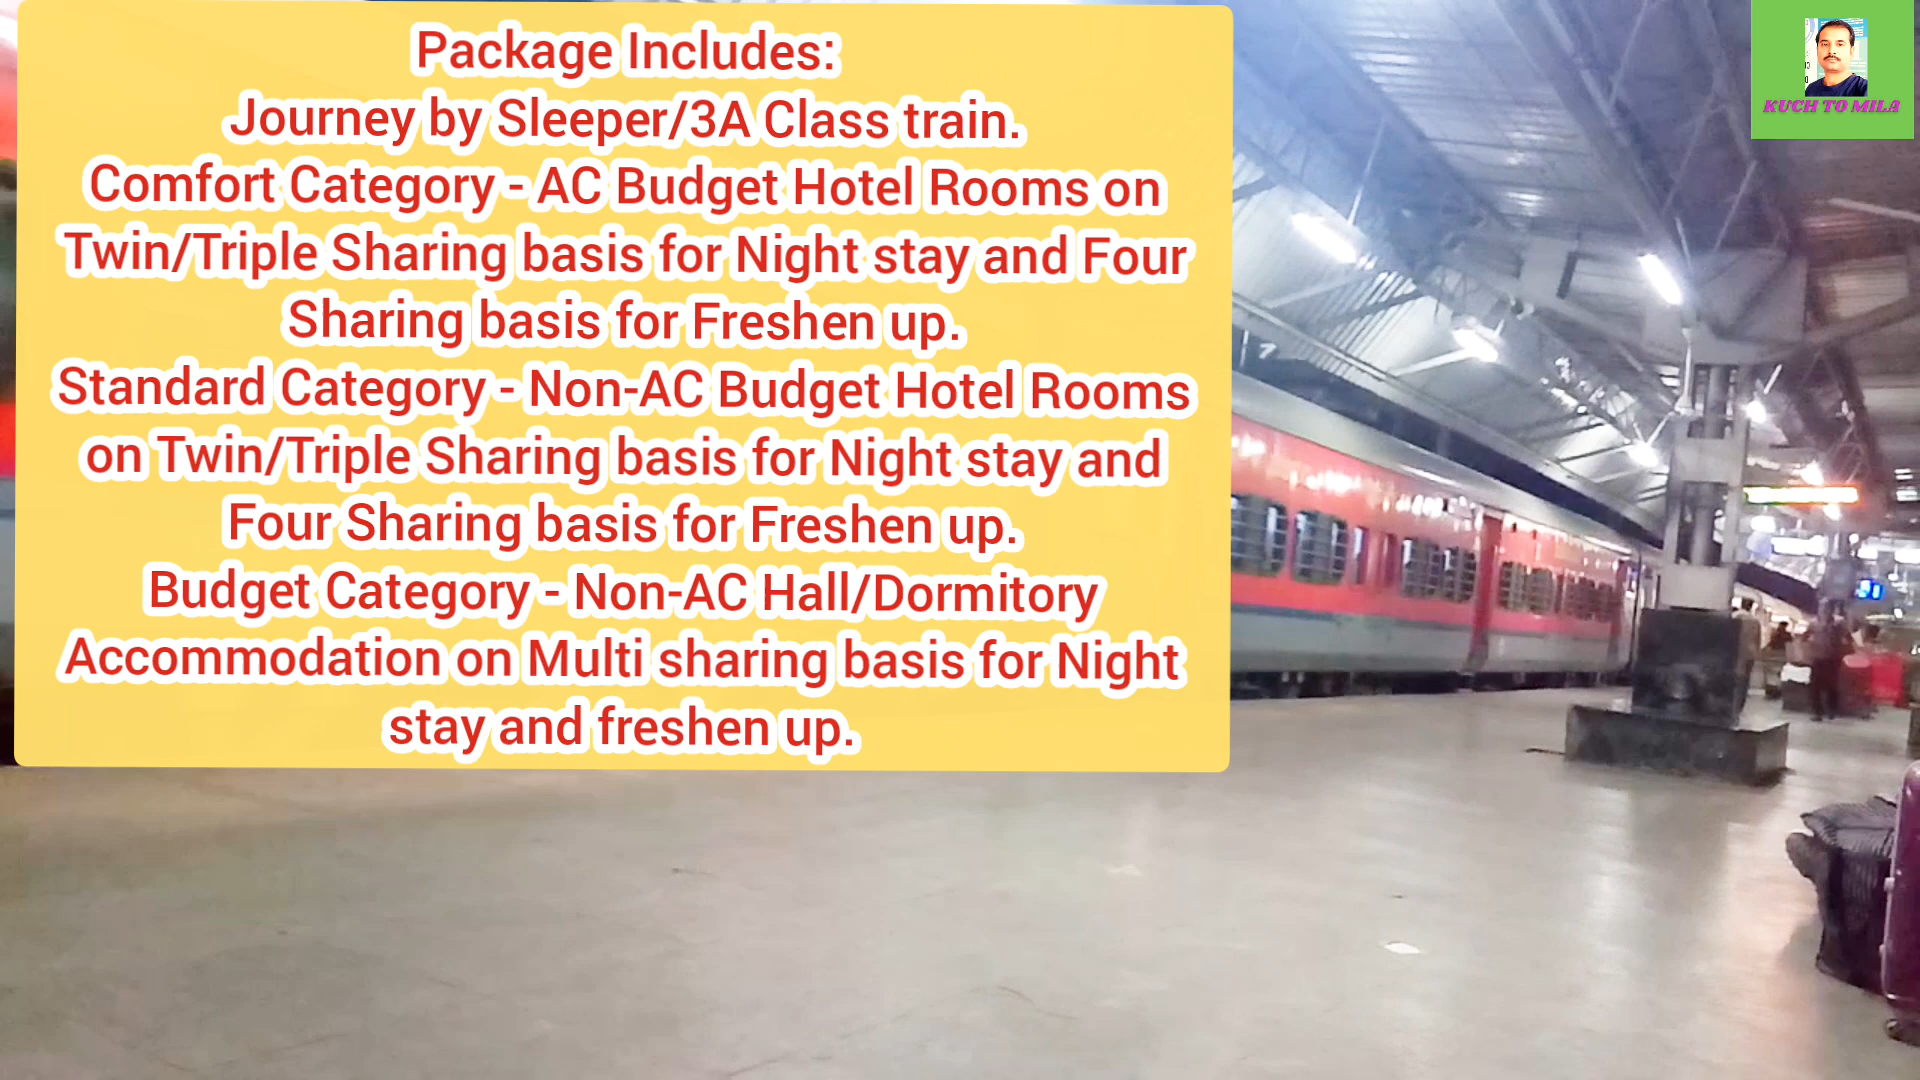 Package Includes:
Journey by Sleeper/3A Class train.
Comfort Category - AC Budget Hotel Rooms on
Twin/Triple Sharing basis for Night stay and Four
Sharing basis for Freshen up.
Standard Category - Non-AC Budget Hotel Rooms
on Twin/Triple Sharing basis for Night stay and
Four Sharing basis for Freshen up.
Budget Category - Non-AC Hall/Dormitory
Accommodation on Multi sharing basis for Night
stay and freshen up.
KUCH TO MILA